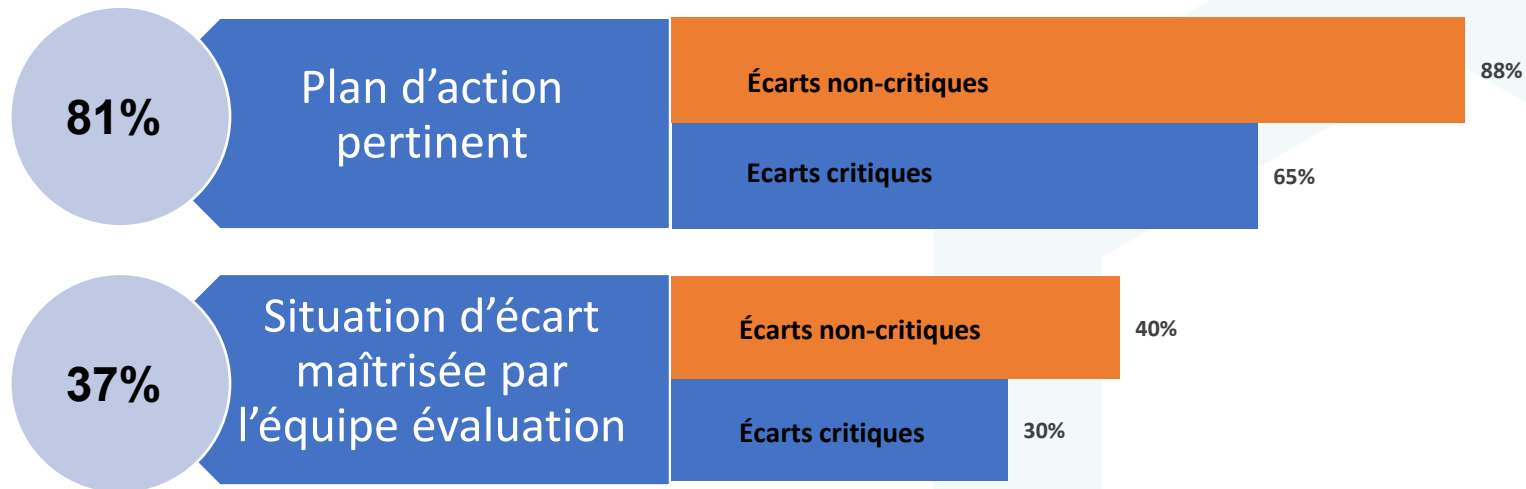 81%
Plan d’action
pertinent
Écarts non-critiques
88%
Ecarts critiques
65%
37%
Situation d’écart
maîtrisée par
l’équipe évaluation
Écarts non-critiques
40%
Écarts critiques
30%